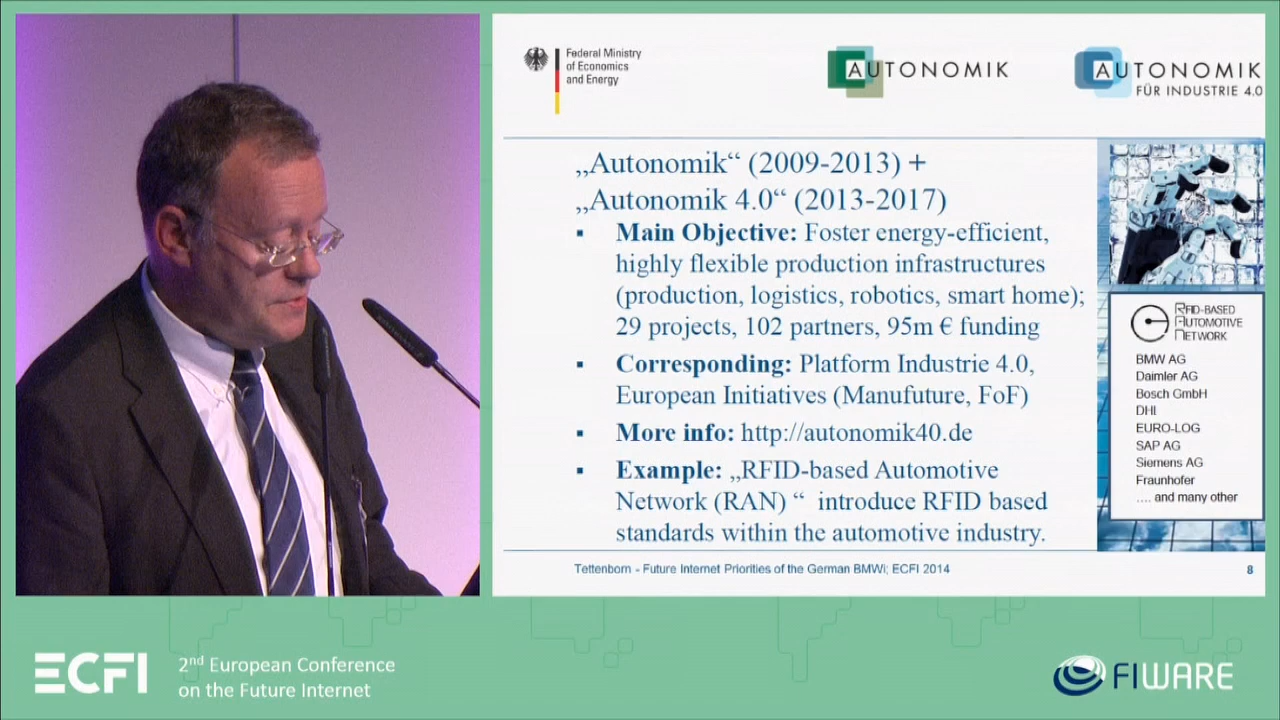 Federal Ministry
of Economics
and Energy
AUTONOMIK
AUTONOMIK
FÜR INDUSTRIE 4.0
„Autonomik“ (2009-2013) +
„Autonomik 4.0“ (2013-2017)
▪ Main Objective: Foster energy-efficient,
highly flexible production infrastructures
(production, logistics, robotics, smart home);
29 projects, 102 partners, 95m € funding
▪ Corresponding: Platform Industrie 4.0,
European Initiatives (Manufuture, FoF)
▪ More info: http://autonomik40.de
▪ Example: „RFID-based Automotive
Network (RAN) “ introduce RFID based
standards within the automotive industry.
RFID-BASED
AUTOMOTIVE
NETWORK
BMW AG
Daimler AG
Bosch GmbH
DHL
EURO-LOG
SAP AG
Siemens AG
Fraunhofer
.... and many other
Tettenborn - Future Internet Priorities of the German BMWi; ECFI 2014
8
ECFI
2nd European Conference
on the Future Internet
FIWARE